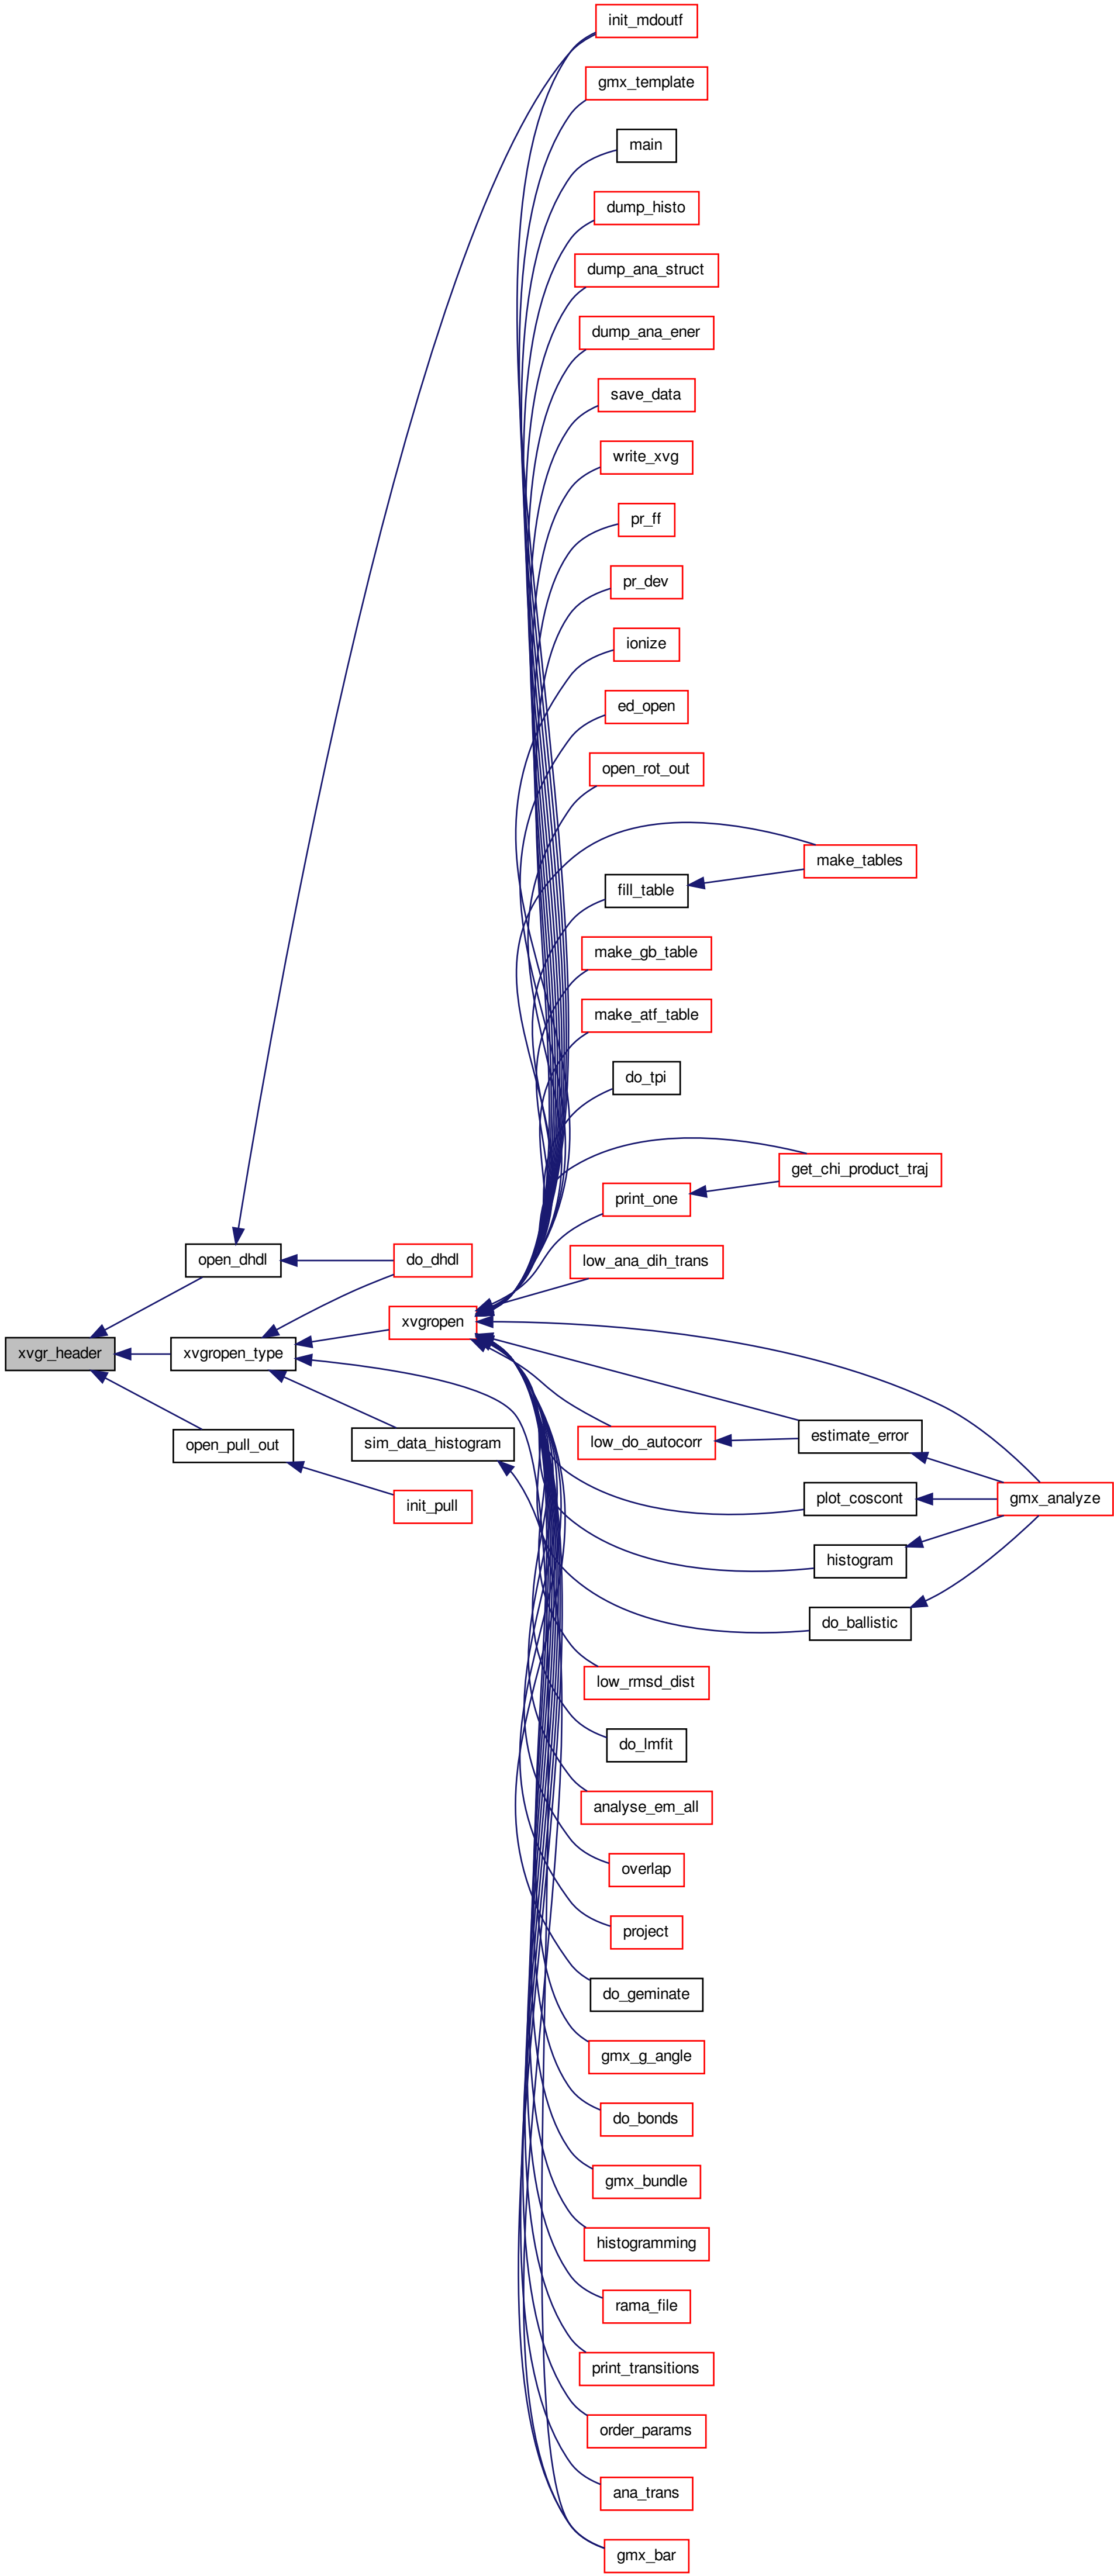 init_mdoutf
gmx_template
main
dump_histo
dump_ana_struct
dump_ana_ener
save_data
write_xvg
pr_ff
pr_dev
ionize
ed_open
open_rot_out
make_tables
fill_table
make_gb_table
make_atf_table
do_tpi
get_chi_product_traj
print_one
open_dhdl
do_dhdl
low_ana_dih_trans
xvgropen
xvgr_header
xvgropen_type
open_pull_out
sim_data_histogram
low_do_autocorr
estimate_error
init_pull
plot_coscont
gmx_analyze
histogram
do_ballistic
low_rmsd_dist
do_lmfit
analyse_em_all
overlap
project
do_geminate
gmx_g_angle
do_bonds
gmx_bundle
histogramming
rama_file
print_transitions
order_params
ana_trans
gmx_bar